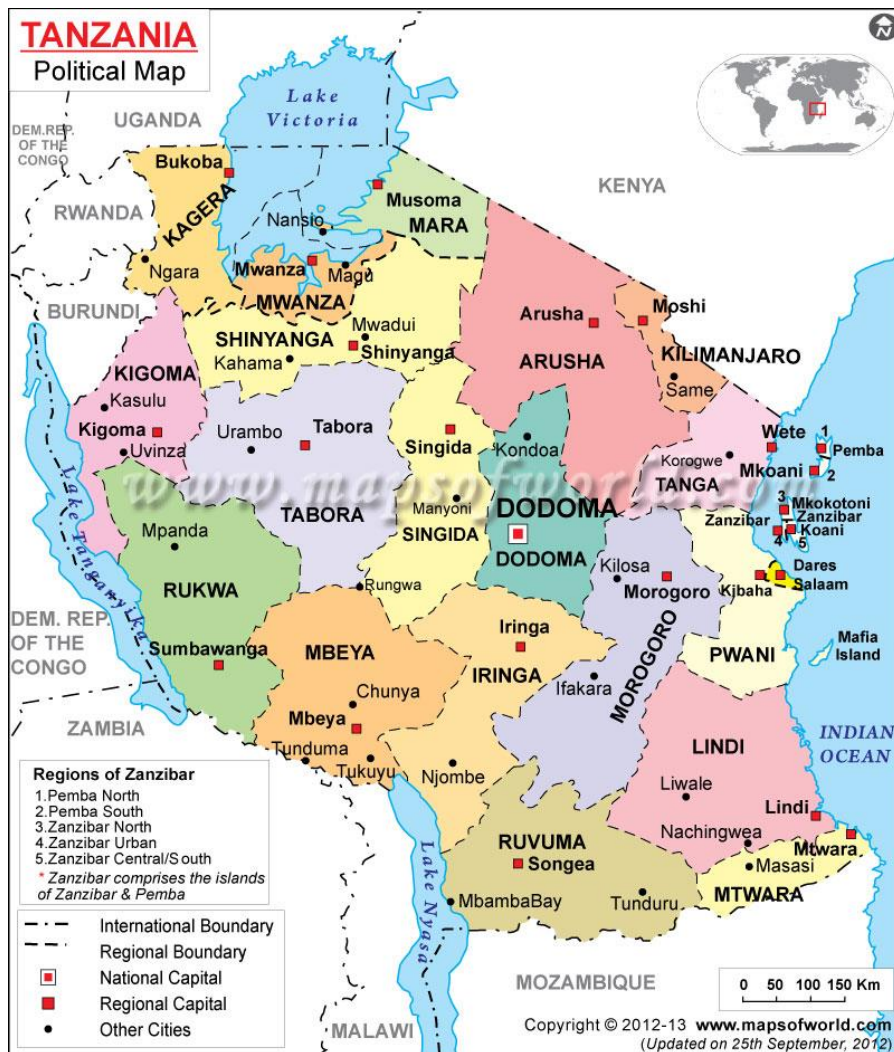 TANZANIA
Political Map
N
Lake
Victoria
UGANDA
DEM.REP.
OF THE
CONGO
Bukoba
KENYA
RWANDA
KAGERA
Musoma
MARA
Nansio
Ngara
Mwanza
Magu
MWANZA
BURUNDI
SHINYANGA
Mwadui
Kahama
Shinyanga
Arusha
ARUSHA
Moshi
KILIMANJARO
Same
KIGOMA
Kasulu
Kigoma
Uvinza
Urambo
Tabora
TABORA
Singida
Manyoni
SINGIDA
Kondoa
DODOMA
DODOMA
Korogwe
TANGA
Wete
1
Pemba
Mkoani
2
3
Mkokotoni
Zanzibar
Zanzibar
Koani
4
5
www.mapsofworld.com
Lake Tanganyika
Mpanda
RUKWA
Rungwa
Kilosa
Morogoro
MOROGORO
Kibaha
Dares
Salaam
PWANI
Mafia
Island
DEM. REP.
OF THE
CONGO
Sumbawanga
MBEYA
Chunya
Mbeya
Tunduma
Tukuyu
Iringa
IRINGA
Ifakara
Njombe
ZAMBIA
INDIAN
OCEAN
LINDI
Liwale
Lindi
Nachingwea
Mtwara
Masasi
MTWARA
RUVUMA
Songea
MbambaBay
Tunduru
Lake Nyasa
MOZAMBIQUE
MALAWI
Regions of Zanzibar
1.Pemba North
2.Pemba South
3.Zanzibar North
4.Zanzibar Urban
5.Zanzibar Central/South
* Zanzibar comprises the islands
of Zanzibar & Pemba
International Boundary
Regional Boundary
National Capital
Regional Capital
Other Cities
0 50 100 150 Km
Copyright © 2012-13 www.mapsofworld.com
(Updated on 25th September, 2012)